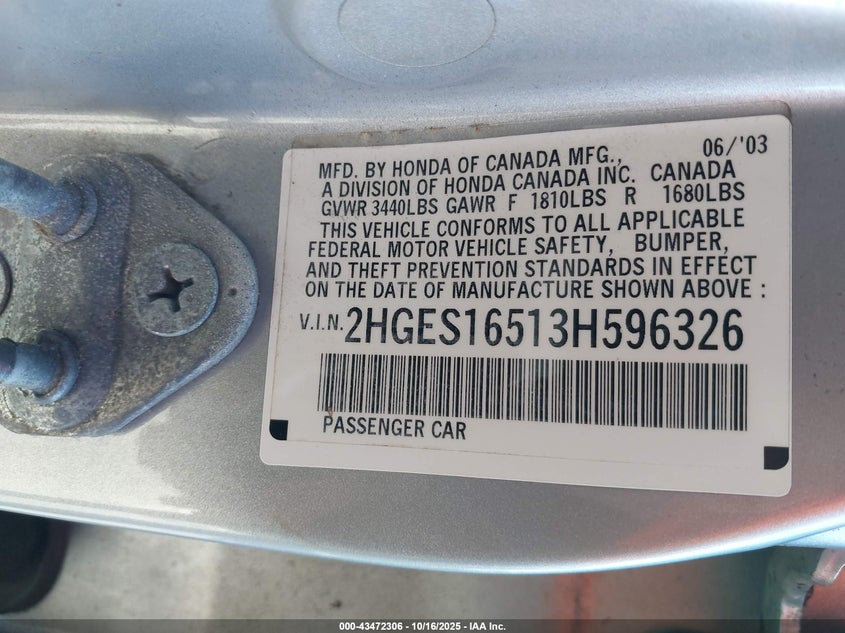 06/'03
MFD. BY HONDA OF CANADA MFG.,
A DIVISION OF HONDA CANADA INC. CANADA
GVWR 3440LBS GAWR F 1810LBS R 1680LBS
THIS VEHICLE CONFORMS TO ALL APPLICABLE
FEDERAL MOTOR VEHICLE SAFETY, BUMPER,
AND THEFT PREVENTION STANDARDS IN EFFECT
ON THE DATE OF MANUFACTURE SHOWN ABOVE :
V.I.N. 2HGES16513H596326
PASSENGER CAR
000-43472306 - 10/16/2025 - IAA Inc.